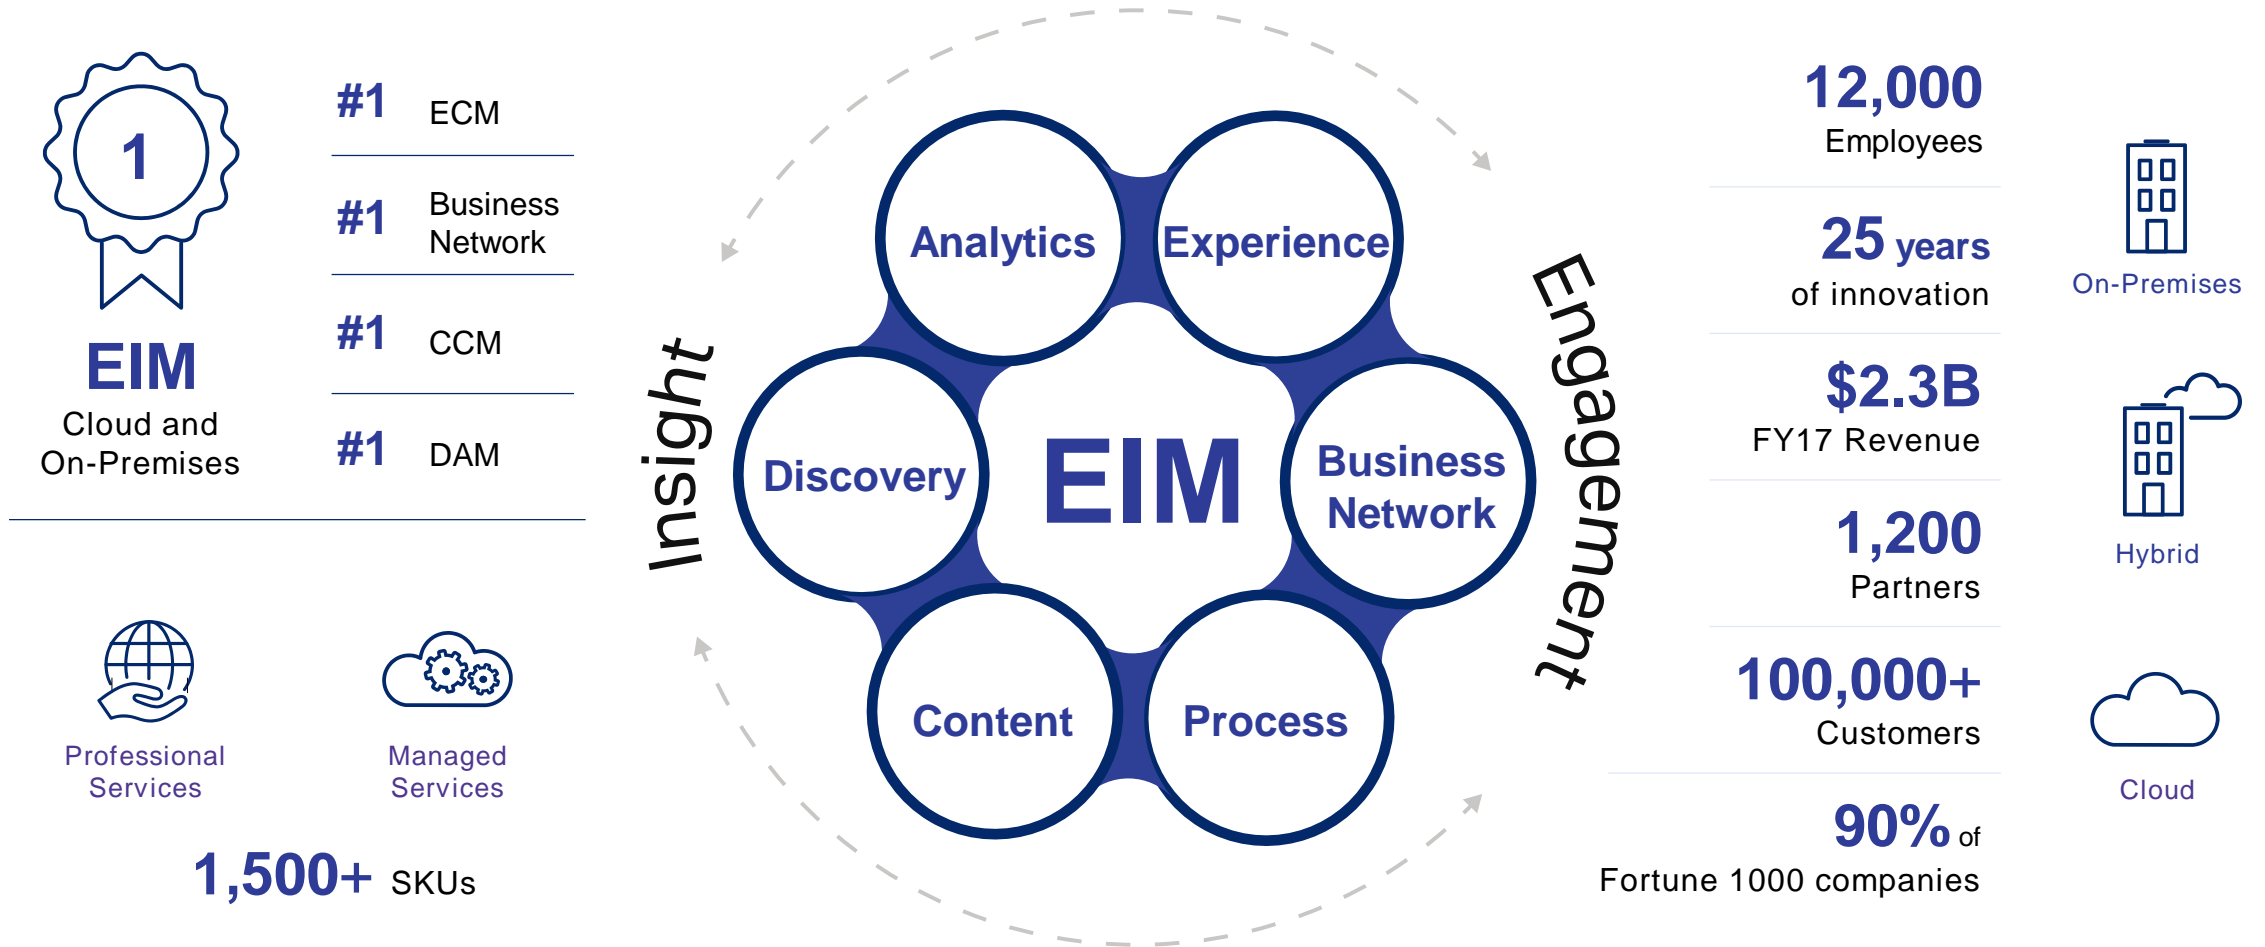 1
EIM
Cloud and
On-Premises
#1 ECM
#1 Business
Network
#1 CCM
#1 DAM
Professional
Services
Managed
Services
1,500+ SKUs
Insight
Analytics
Experience
Discovery
EIM
Business
Network
Content
Process
Engagement
12,000
Employees
25 years
of innovation
$2.3B
FY17 Revenue
1,200
Partners
100,000+
Customers
90% of
Fortune 1000 companies
On-Premises
Hybrid
Cloud